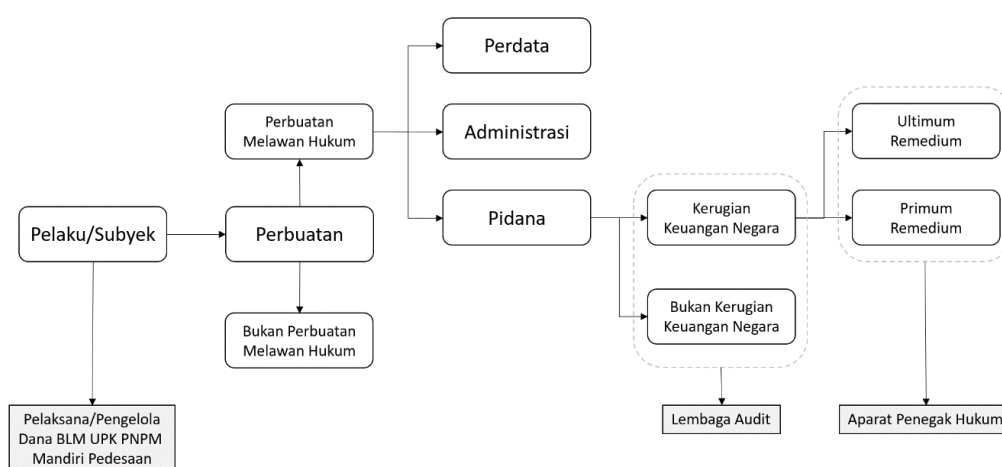 Perdata
Perbuatan
Melawan Hukum
Administrasi
Ultimum
Remedium
Pelaku/Subyek
Perbuatan
Pidana
Kerugian
Keuangan Negara
Primum
Remedium
Bukan Perbuatan
Melawan Hukum
Bukan Kerugian
Keuangan Negara
Pelaksana/Pengelola
Dana BLM UPK PNPM
Mandiri Pedesaan
Lembaga Audit
Aparat Penegak Hukum